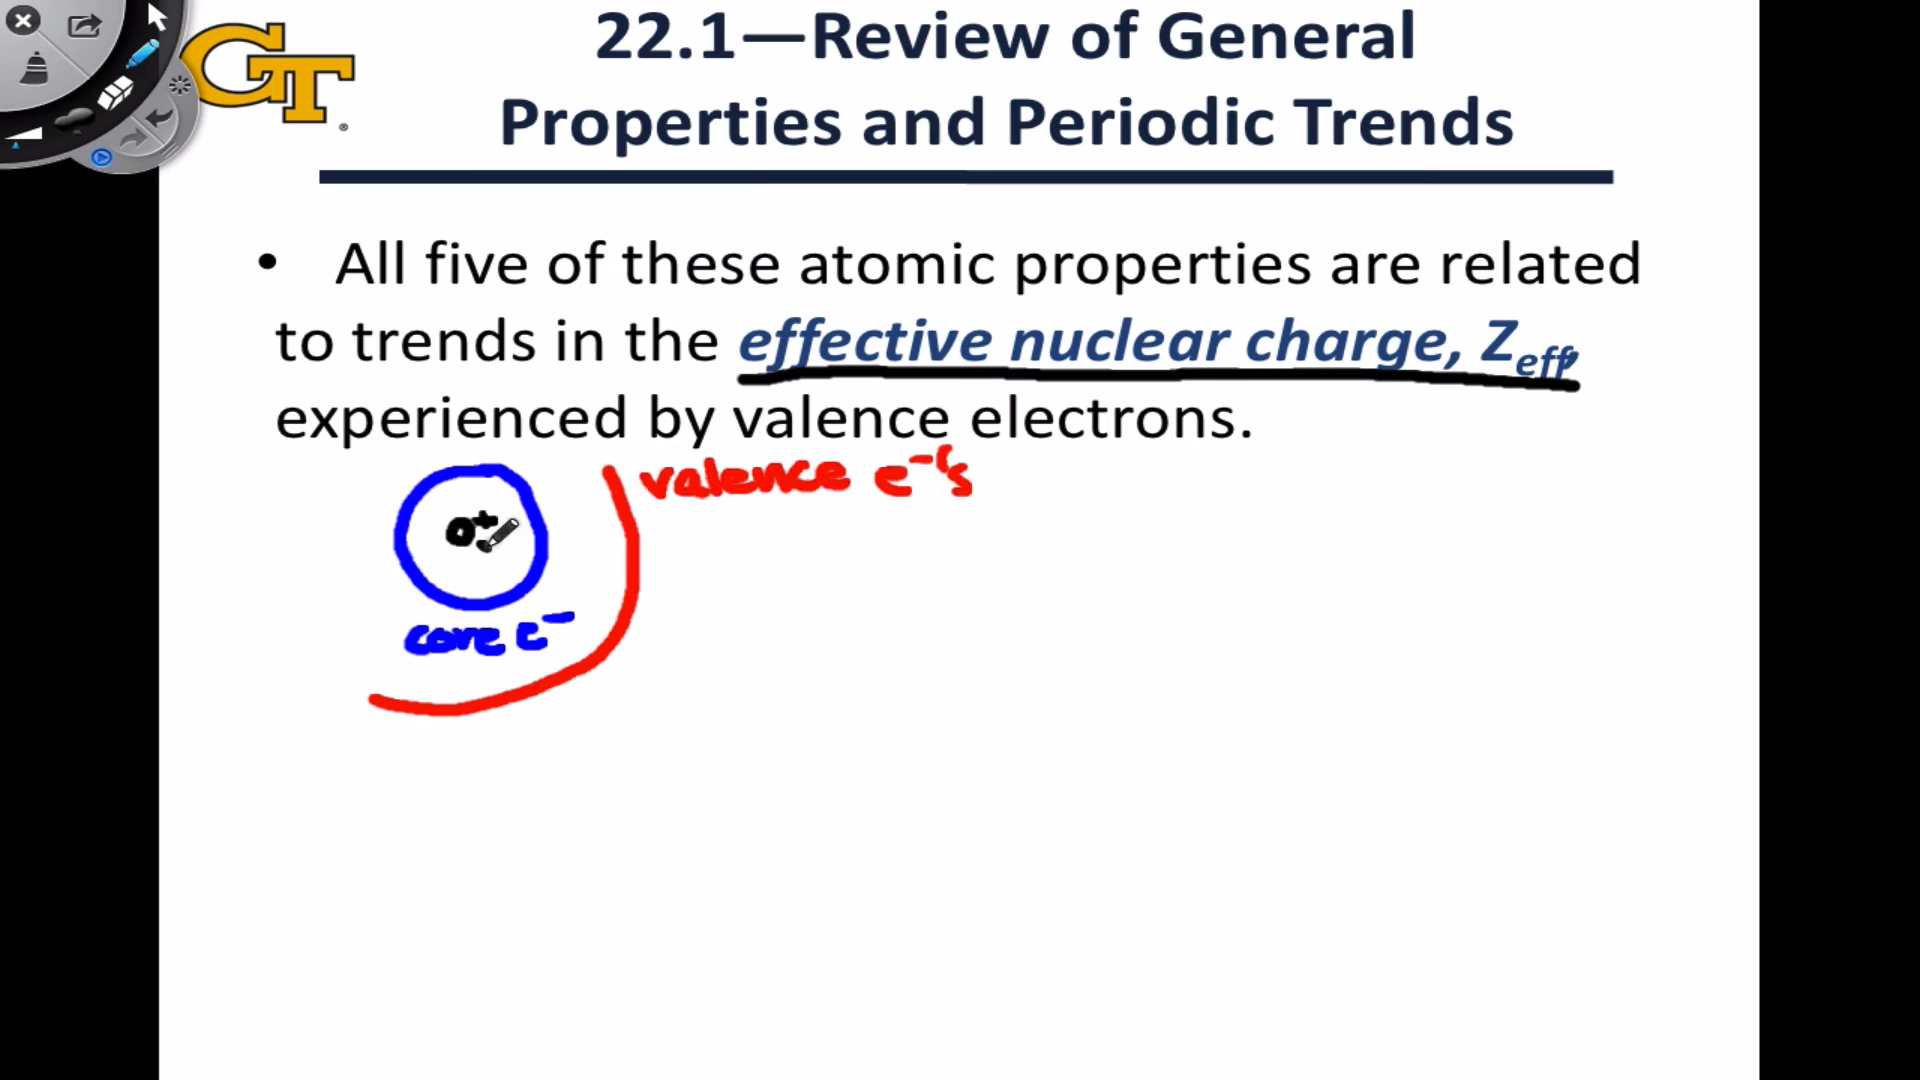 GT
22.1—Review of General
Properties and Periodic Trends
• All five of these atomic properties are related
to trends in the effective nuclear charge, Zeff,
experienced by valence electrons.
valence e⁻'s
+
core e⁻